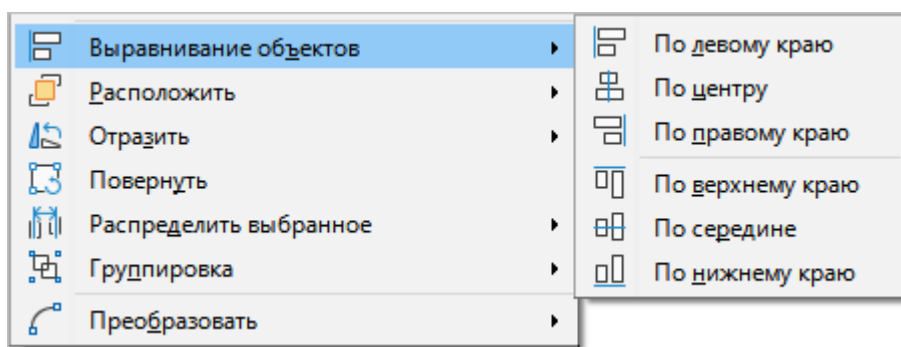 Выравнивание объектов
Расположить
Отразить
Повернуть
Распределить выбранное
Группировка
Преобразовать
По левому краю
По центру
По правому краю
По верхнему краю
По середине
По нижнему краю